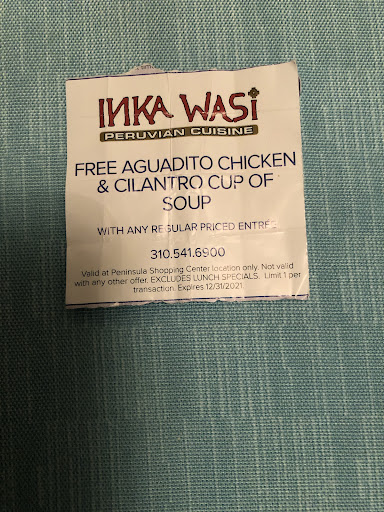 INKA WASI
PERUVIAN CUISINE
FREE AGUADITO CHICKEN
& CILANTRO CUP OF
SOUP
WITH ANY REGULAR PRICED ENTREE
310.541.6900
Valid at Peninsula Shopping Center location only. Not valid
with any other offer. EXCLUDES LUNCH SPECIALS. Limit 1 per
transaction. Expires 12/31/2021